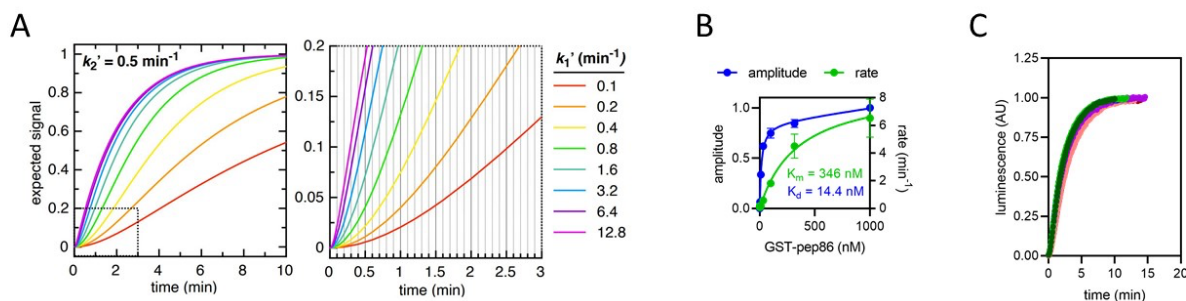 A
k2' = 0.5 min-1
expected signal
1
0.8
0.6
0.4
0.2
0
0 2 4 6 8 10
time (min)
0.2
0.15
0.1
0.05
0
0 0.5 1 1.5 2 2.5 3
time (min)
k1' (min-1)
0.1
0.2
0.4
0.8
1.6
3.2
6.4
12.8
B
amplitude rate
amplitude
1.0
0.5
0.0
Km = 346 nM
Kd = 14.4 nM
8
6
4
2
0
rate (min-1)
0 500 1000
GST-pep86 (nM)
C
luminescence (AU)
1.00
0.75
0.50
0.25
0.00
0 5 10 15 20
time (min)